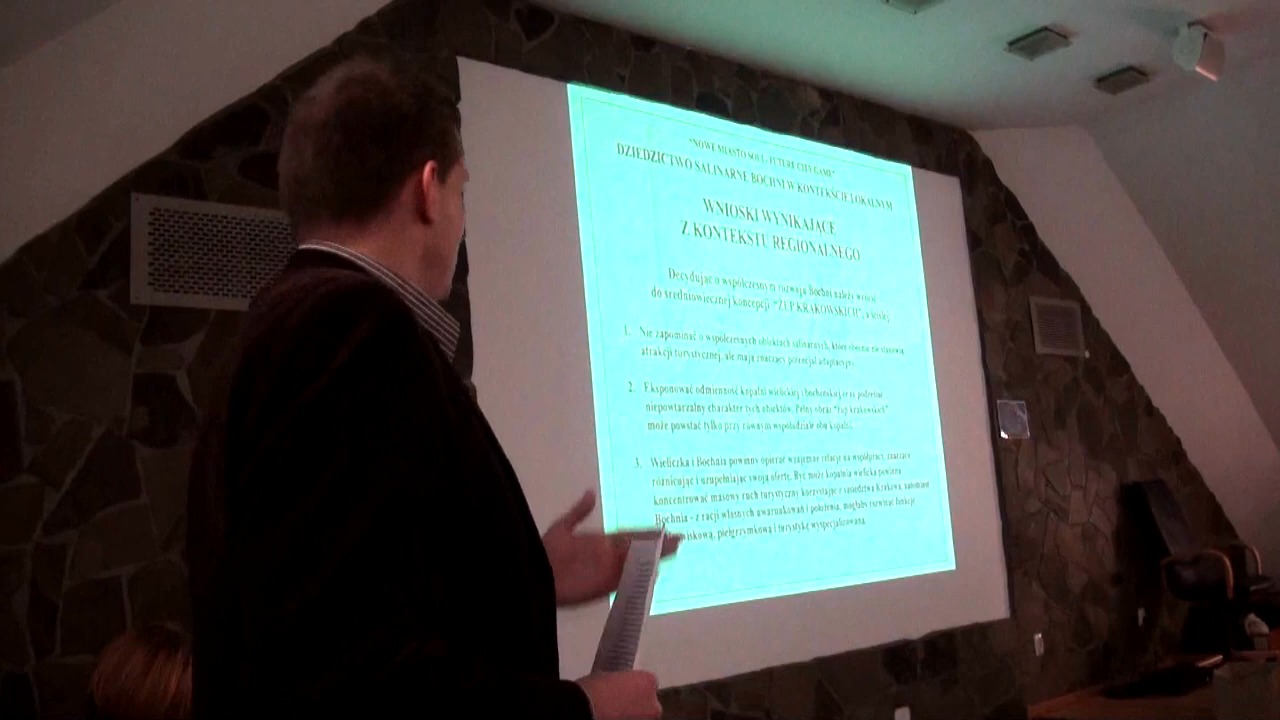 "NOWE MIASTO SOLI - FUTURE CITY GAME"
DZIEDZICTWO SALINARNE BOCHNI W KONTEKŚCIE LOKALNYM
WNIOSKI WYNIKAJĄCE
Z KONTEKSTU REGIONALNEGO
Decydując o współczesnym rozwoju Bochni należy wrócić
do średniowiecznej koncepcji "ŻUP KRAKOWSKICH", a ściślej
1. Nie zapominać o współczesnych obiektach salinarnych, które obecnie nie stanowią
atrakcji turystycznej, ale mają znaczący potencjał adaptacyjny.
2. Eksponować odmienność kopalni wielickiej i bocheńskiej oraz podkreślać
niepowtarzalny charakter tych obiektów. Pełny obraz "żup krakowskich"
może powstać tylko przy równym współudziale obu kopalń.
3. Wieliczka i Bochnia powinny opierać wzajemne relacje na współpracy, znacząco
różnicując i uzupełniając swoją ofertę. Być może kopalnia wielicka powinna
koncentrować masowy ruch turystyczny korzystając z sąsiedztwa Krakowa, natomiast
Bochnia - z racji własnych uwarunkowań i położenia, mogłaby rozwinąć funkcje
pielgrzymkową i turystykę wyspecjalizowaną.